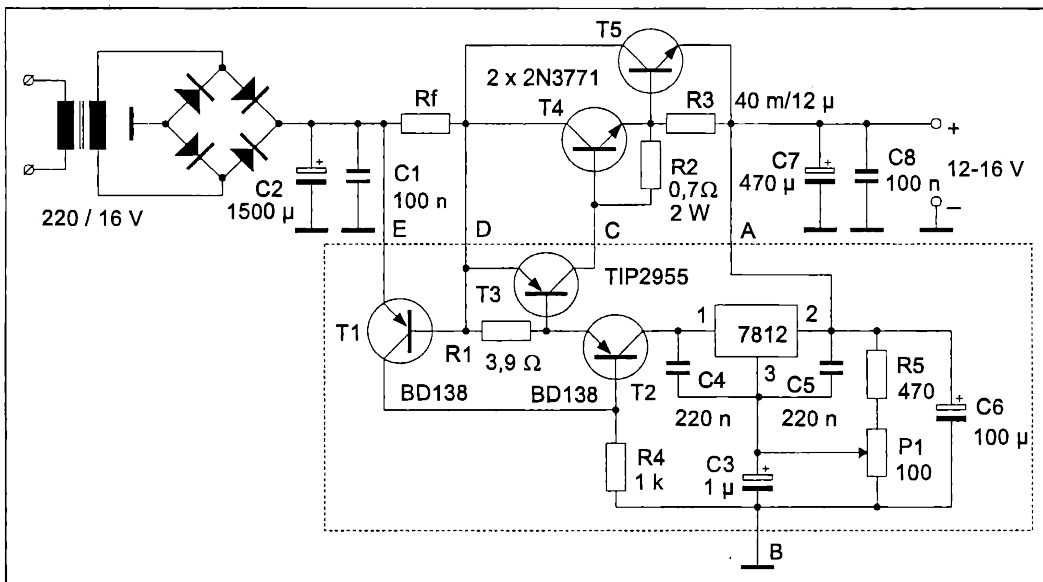 T5
2 x 2N3771
Rf
T4
R3
40 m/12 µ
+
C2
1500 µ
+
C1
100 n
R2
0,7Ω
2 W
C7
470 µ
+
C8
100 n
12-16 V
–
220 / 16 V
E
D
C
A
TIP2955
T3
T1
R1
3,9 Ω
1
7812
2
3
BD138
BD138
T2
C4
220 n
C5
220 n
R5
470
+
C6
100 µ
R4
1 k
C3
1 µ
+
P1
100
B